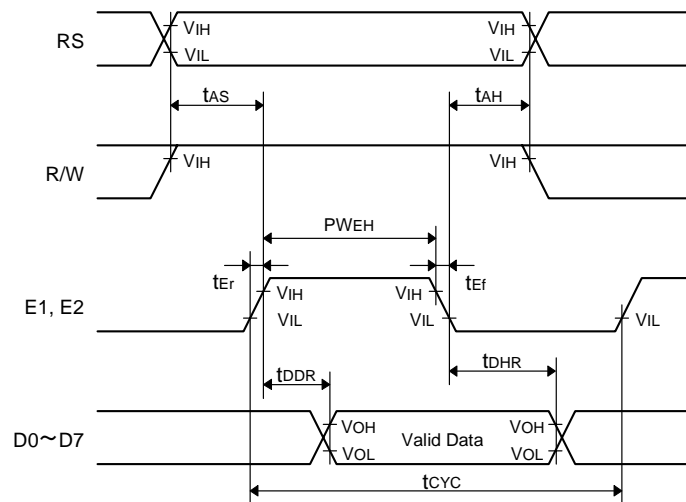 RS
VIH
VIH
VIL
VIL
tAS
tAH
R/W
VIH
VIH
PWEH
tEr
tEf
E1, E2
VIH
VIH
VIL
VIL
VIL
tDDR
tDHR
D0~D7
VOH
Valid Data
VOH
VOL
VOL
tCYC